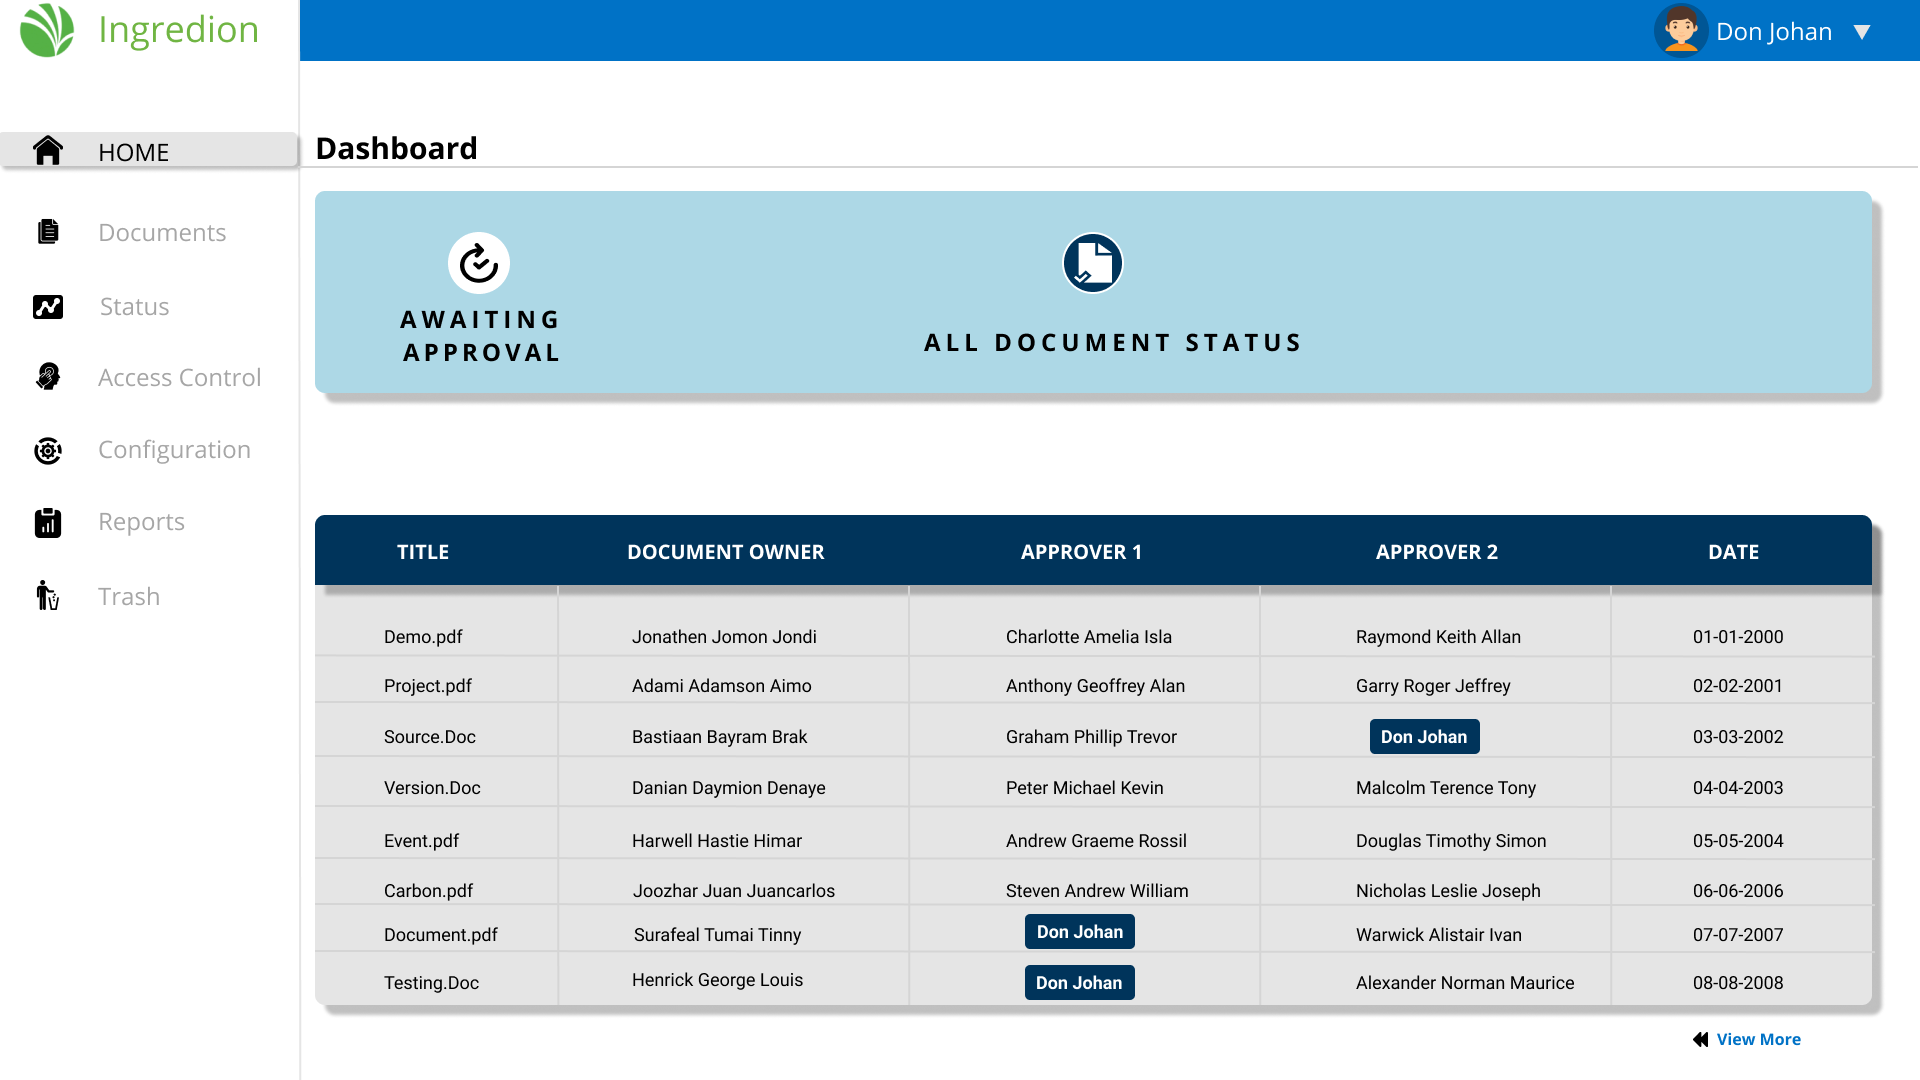 Ingredion
Don Johan
HOME
Dashboard
Documents
Status
Access Control
Configuration
Reports
Trash
AWAITING
APPROVAL
ALL DOCUMENT STATUS
TITLE DOCUMENT OWNER APPROVER 1 APPROVER 2 DATE
Demo.pdf Jonathen Jomon Jondi Charlotte Amelia Isla Raymond Keith Allan 01-01-2000
Project.pdf Adami Adamson Aimo Anthony Geoffrey Alan Garry Roger Jeffrey 02-02-2001
Source.Doc Bastiaan Bayram Brak Graham Phillip Trevor Don Johan 03-03-2002
Version.Doc Danian Daymion Denaye Peter Michael Kevin Malcolm Terence Tony 04-04-2003
Event.pdf Harwell Hastie Himar Andrew Graeme Rossil Douglas Timothy Simon 05-05-2004
Carbon.pdf Joozhar Juan Juancarlos Steven Andrew William Nicholas Leslie Joseph 06-06-2006
Document.pdf Surafeal Tumai Tinny Don Johan Warwick Alistair Ivan 07-07-2007
Testing.Doc Henrick George Louis Don Johan Alexander Norman Maurice 08-08-2008
View More